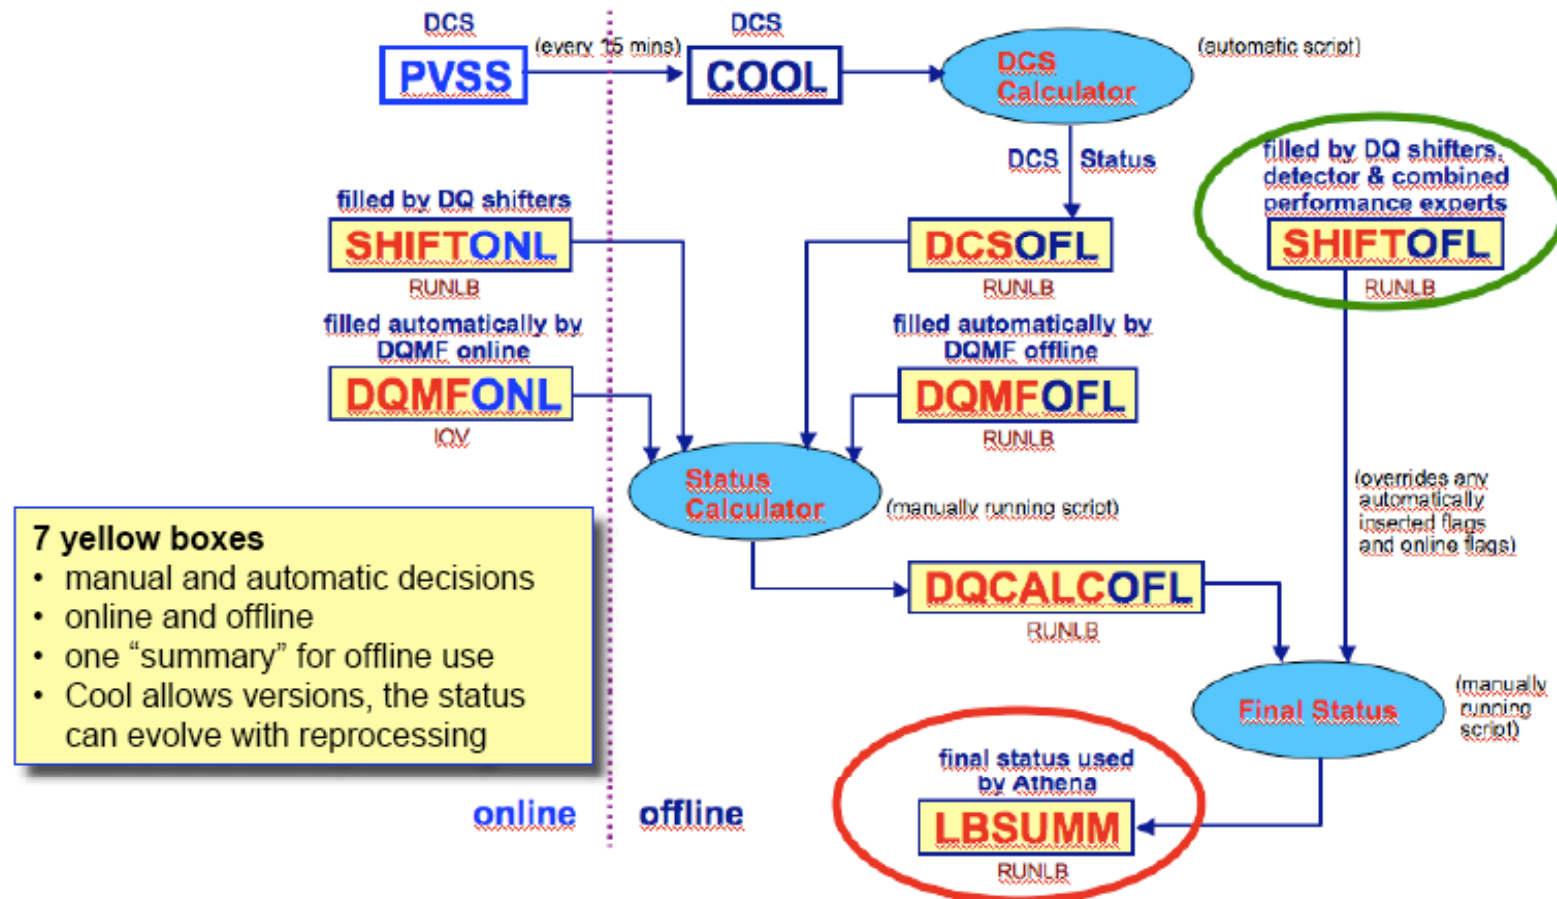 DCS
PVSS
(every 15 mins)
DCS
COOL
DCS
Calculator
(automatic script)
DCS Status
filled by DQ shifters
SHIFTONL
RUNLB
DCSOFL
RUNLB
filled by DQ shifters,
detector & combined
performance experts
SHIFTOFL
RUNLB
filled automatically by
DQMF online
DQMFONL
IOV
filled automatically by
DQMF offline
DQMFOFL
RUNLB
Status
Calculator
(manually running script)
(overrides any
automatically
inserted flags
and online flags)
7 yellow boxes
• manual and automatic decisions
• online and offline
• one “summary” for offline use
• Cool allows versions, the status
can evolve with reprocessing
DQCALCOFL
RUNLB
Final Status
(manually
running
script)
final status used
by Athena
LBSUMM
RUNLB
online
offline